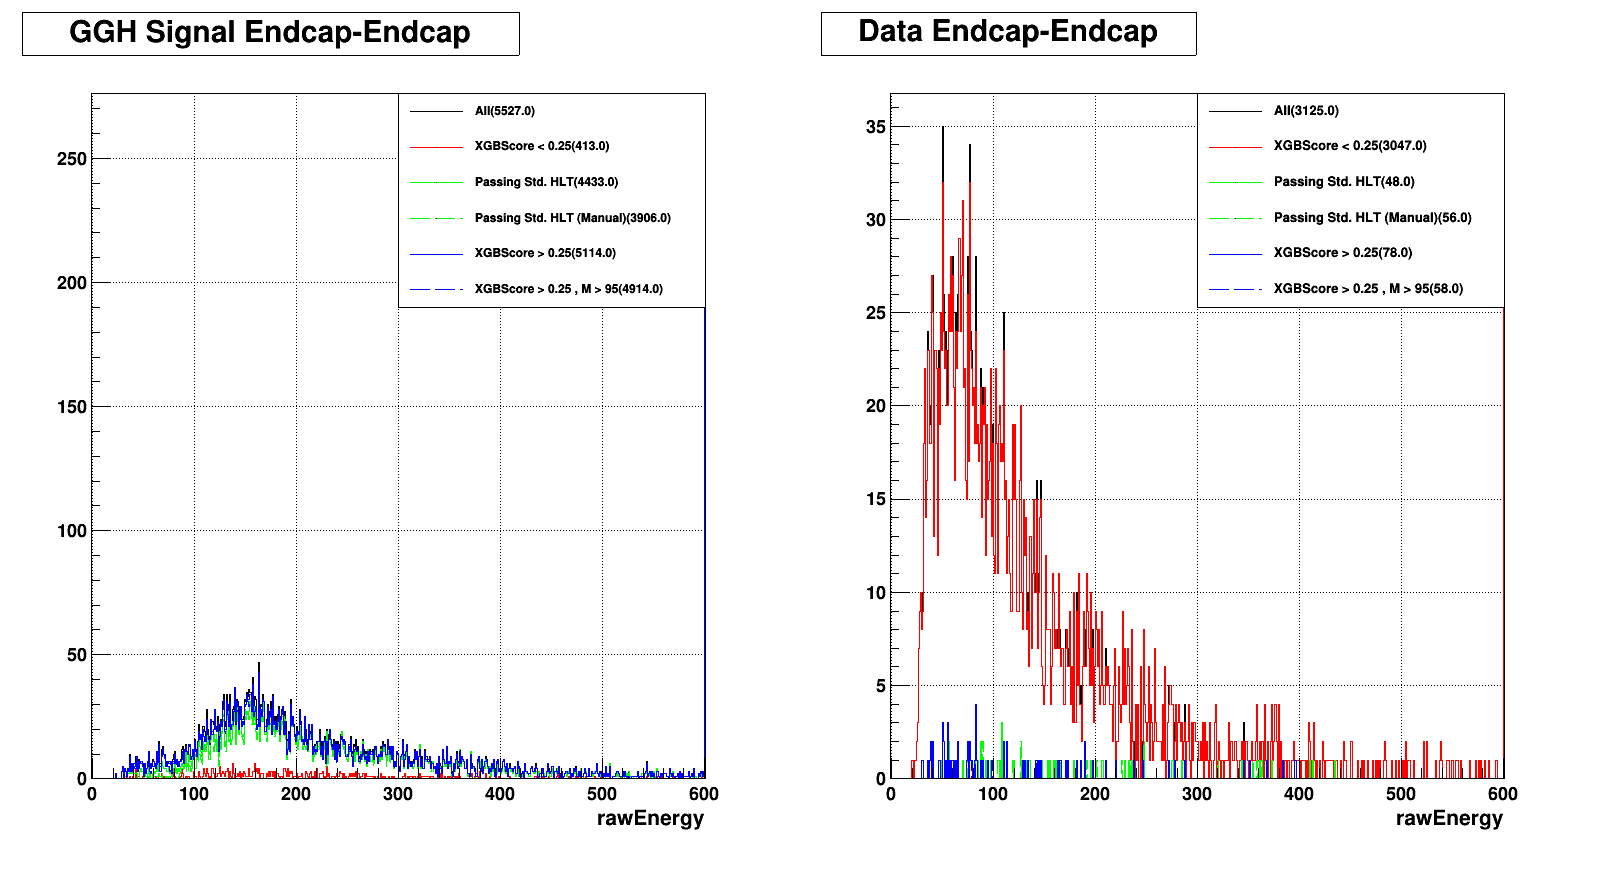 GGH Signal Endcap-Endcap
All(5527.0)
XGBScore < 0.25(413.0)
Passing Std. HLT(4433.0)
Passing Std. HLT (Manual)(3906.0)
XGBScore > 0.25(5114.0)
XGBScore > 0.25 , M > 95(4914.0)
250
200
150
100
50
0
0 100 200 300 400 500 600
rawEnergy
Data Endcap-Endcap
All(3125.0)
XGBScore < 0.25(3047.0)
Passing Std. HLT(48.0)
Passing Std. HLT (Manual)(56.0)
XGBScore > 0.25(78.0)
XGBScore > 0.25 , M > 95(58.0)
35
30
25
20
15
10
5
0
0 100 200 300 400 500 600
rawEnergy